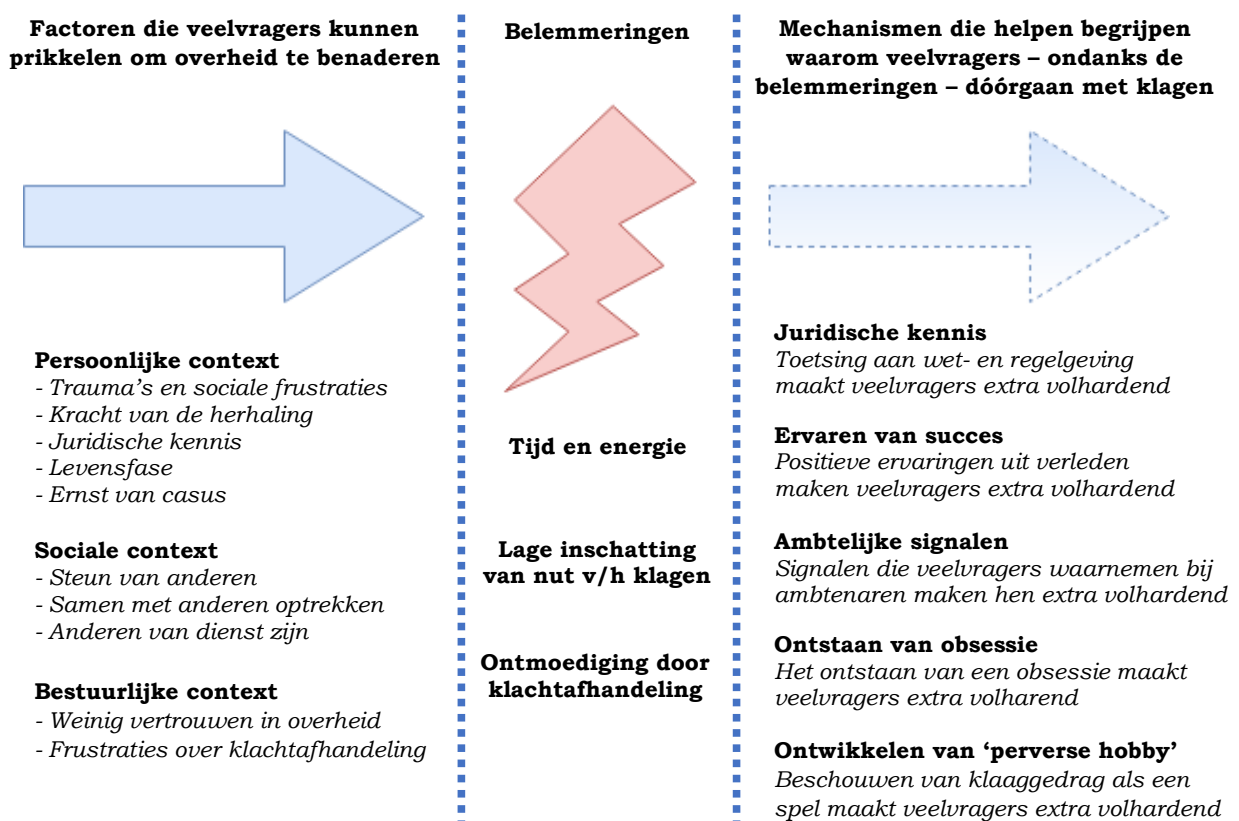 Factoren die veelvragers kunnen
prikkelen om overheid te benaderen
Persoonlijke context
- Trauma's en sociale frustraties
- Kracht van de herhaling
- Juridische kennis
- Levensfase
- Ernst van casus
Sociale context
- Steun van anderen
- Samen met anderen optrekken
- Anderen van dienst zijn
Bestuurlijke context
- Weinig vertrouwen in overheid
- Frustraties over klachtafhandeling
Belemmeringen
Tijd en energie
Lage inschatting
van nut v/h klagen
Ontmoediging door
klachtafhandeling
Mechanismen die helpen begrijpen
waarom veelvragers – ondanks de
belemmeringen – dóórgaan met klagen
Juridische kennis
Toetsing aan wet- en regelgeving
maakt veelvragers extra volhardend
Ervaren van succes
Positieve ervaringen uit verleden
maken veelvragers extra volhardend
Ambtelijke signalen
Signalen die veelvragers waarnemen bij
ambtenaren maken hen extra volhardend
Ontstaan van obsessie
Het ontstaan van een obsessie maakt
veelvragers extra volharend
Ontwikkelen van 'perverse hobby'
Beschouwen van klaaggedrag als een
spel maakt veelvragers extra volhardend